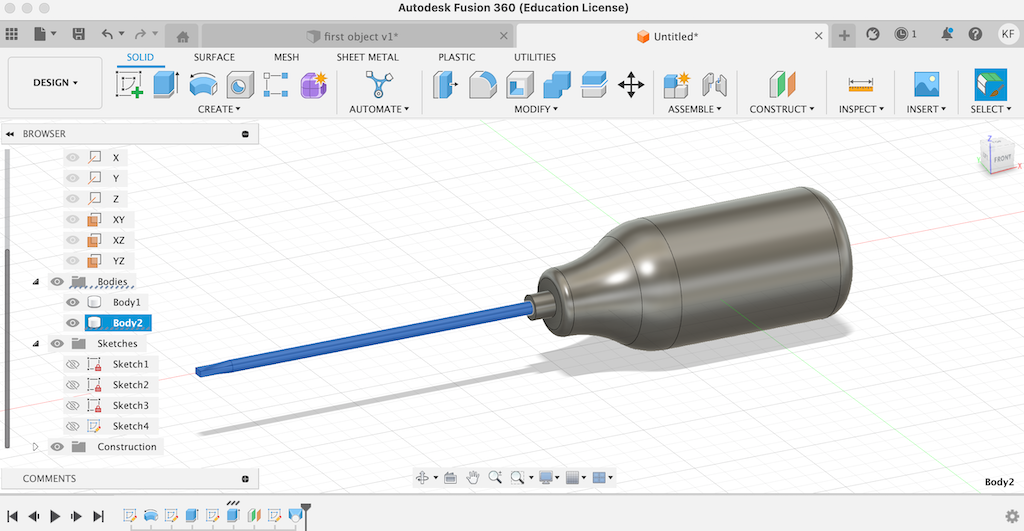 Autodesk Fusion 360 (Education License)
first object v1*
Untitled*
1
KF
SOLID SURFACE MESH SHEET METAL PLASTIC UTILITIES
DESIGN
CREATE AUTOMATE MODIFY ASSEMBLE CONSTRUCT INSPECT INSERT SELECT
BROWSER
X
Y
Z
XY
XZ
YZ
Bodies
Body1
Body2
Sketches
Sketch1
Sketch2
Sketch3
Sketch4
Construction
Z
FRONT
X
COMMENTS
Body2